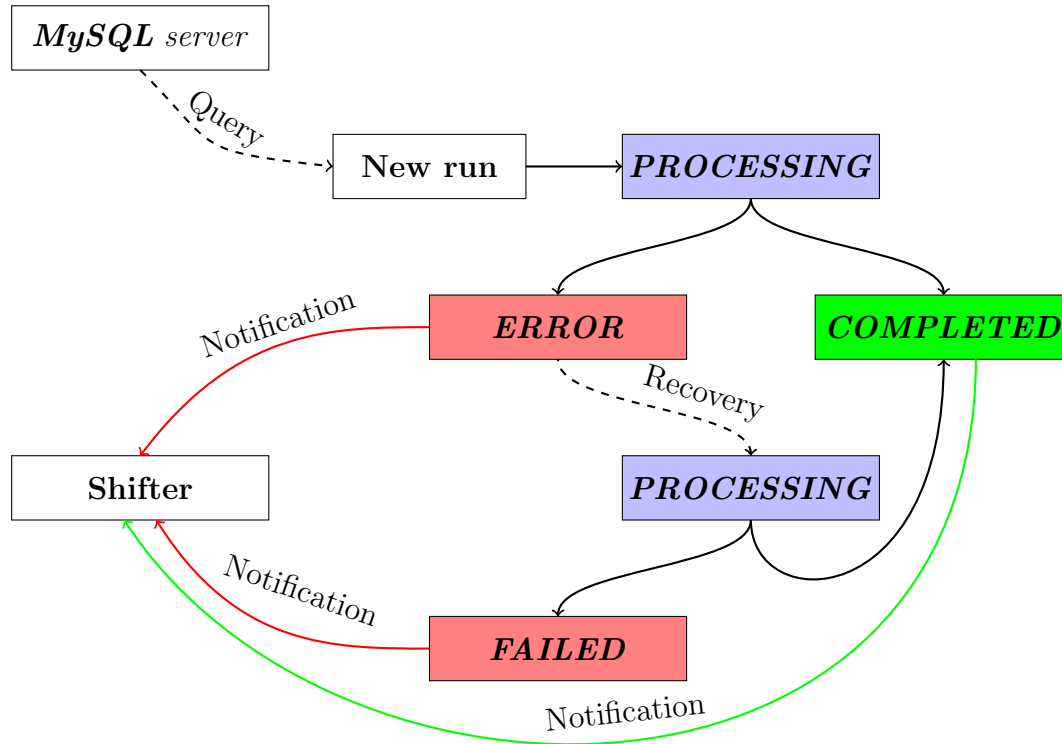 MySQL server
Query
New run
PROCESSING
Notification
ERROR
COMPLETED
Recovery
Shifter
PROCESSING
Notification
FAILED
Notification